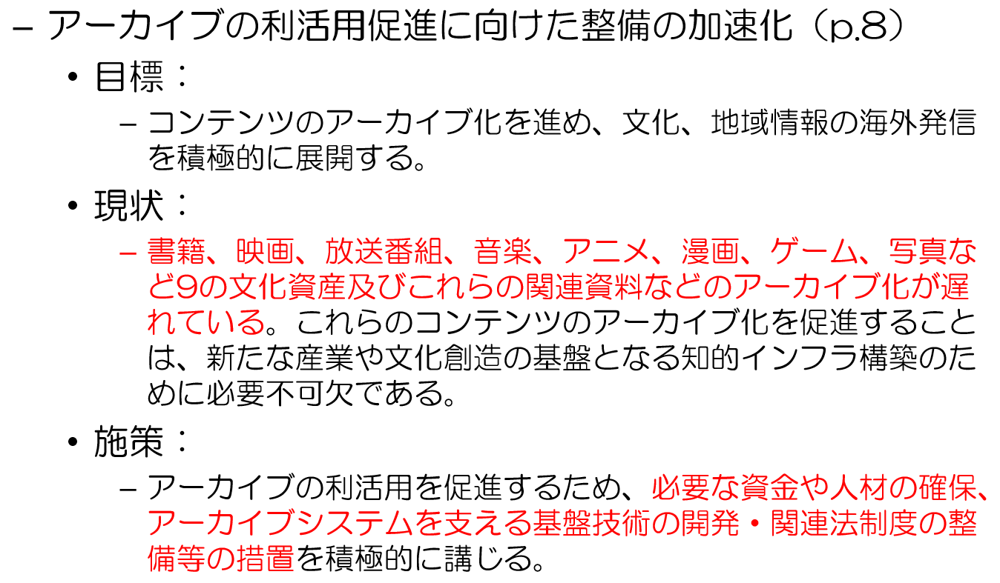 – アーカイブの利活用促進に向けた整備の加速化（p.8）
• 目標：
– コンテンツのアーカイブ化を進め、文化、地域情報の海外発信
を積極的に展開する。
• 現状：
– 書籍、映画、放送番組、音楽、アニメ、漫画、ゲーム、写真な
ど9の文化資産及びこれらの関連資料などのアーカイブ化が遅
れている。これらのコンテンツのアーカイブ化を促進すること
は、新たな産業や文化創造の基盤となる知的インフラ構築のた
めに必要不可欠である。
• 施策：
– アーカイブの利活用を促進するため、必要な資金や人材の確保、
アーカイブシステムを支える基盤技術の開発・関連法制度の整
備等の措置を積極的に講じる。